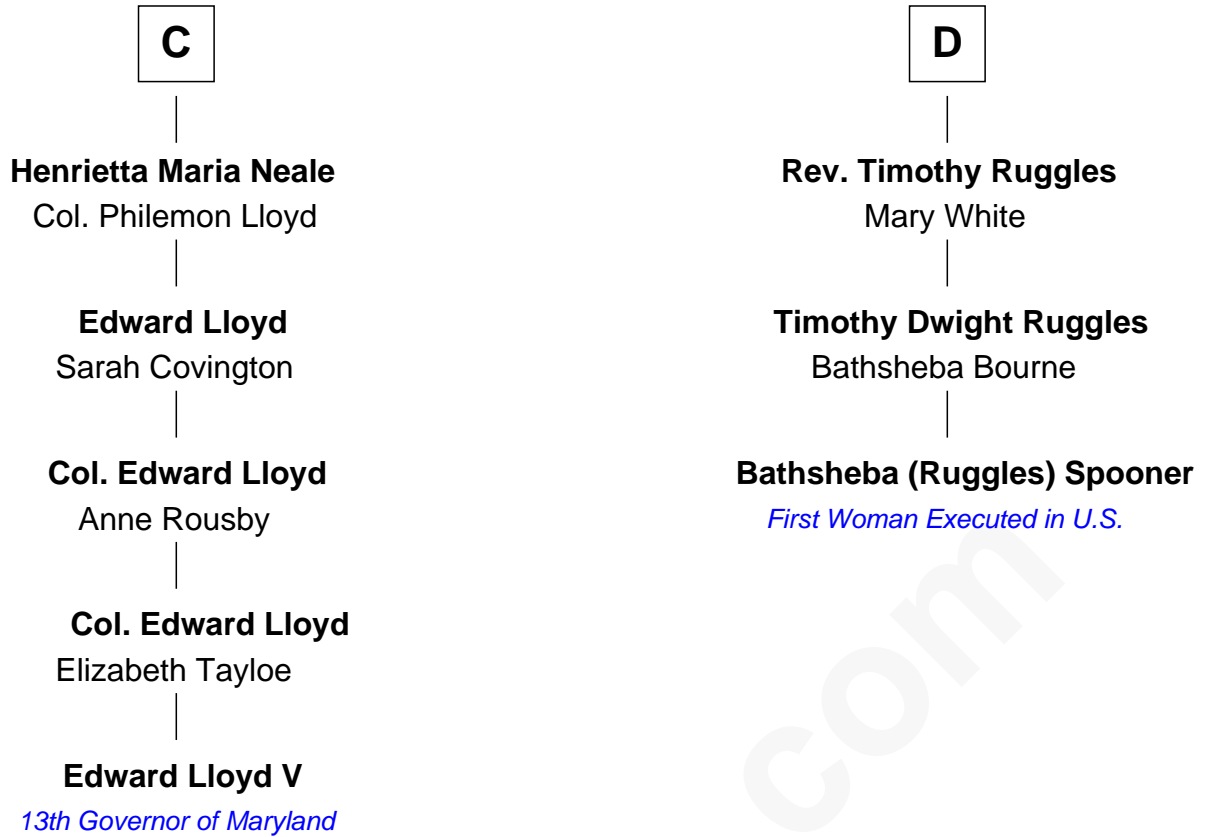 C
Henrietta Maria Neale
Col. Philemon Lloyd
Edward Lloyd
Sarah Covington
Col. Edward Lloyd
Anne Rousby
Col. Edward Lloyd
Elizabeth Tayloe
Edward Lloyd V
13th Governor of Maryland
D
Rev. Timothy Ruggles
Mary White
Timothy Dwight Ruggles
Bathsheba Bourne
Bathsheba (Ruggles) Spooner
First Woman Executed in U.S.
com